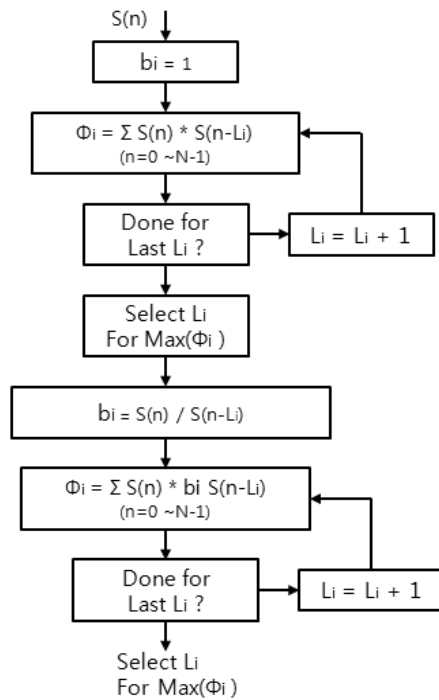 S(n)
bi = 1
Φi = Σ S(n) * S(n-Li)
(n=0 ~N-1)
Done for
Last Li ?
Li = Li + 1
Select Li
For Max(Φi )
bi = S(n) / S(n-Li)
Φi = Σ S(n) * bi S(n-Li)
(n=0 ~N-1)
Done for
Last Li ?
Li = Li + 1
Select Li
For Max(Φi )